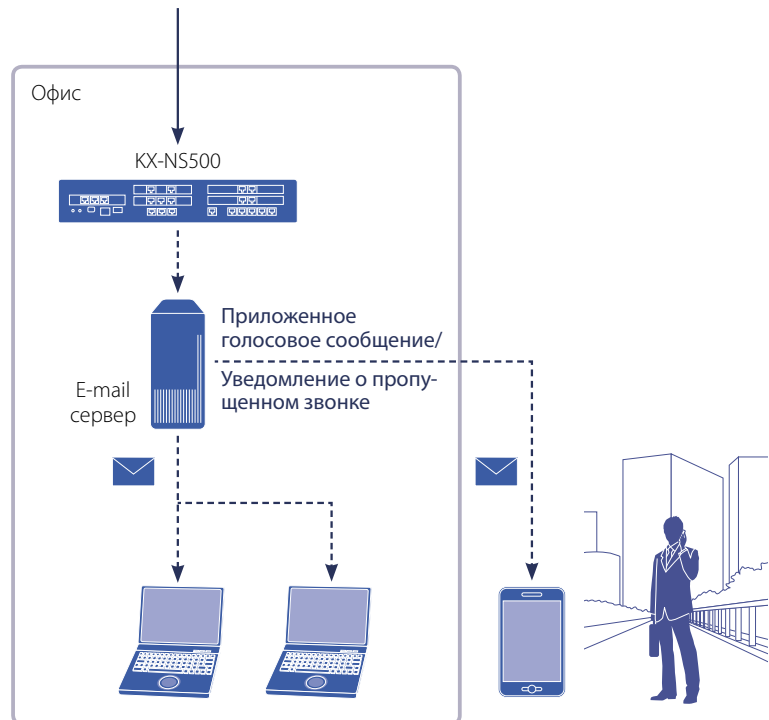 Офис
KX-NS500
Приложенное
голосовое сообщение/
Уведомление о пропу-
щенном звонке
E-mail
сервер